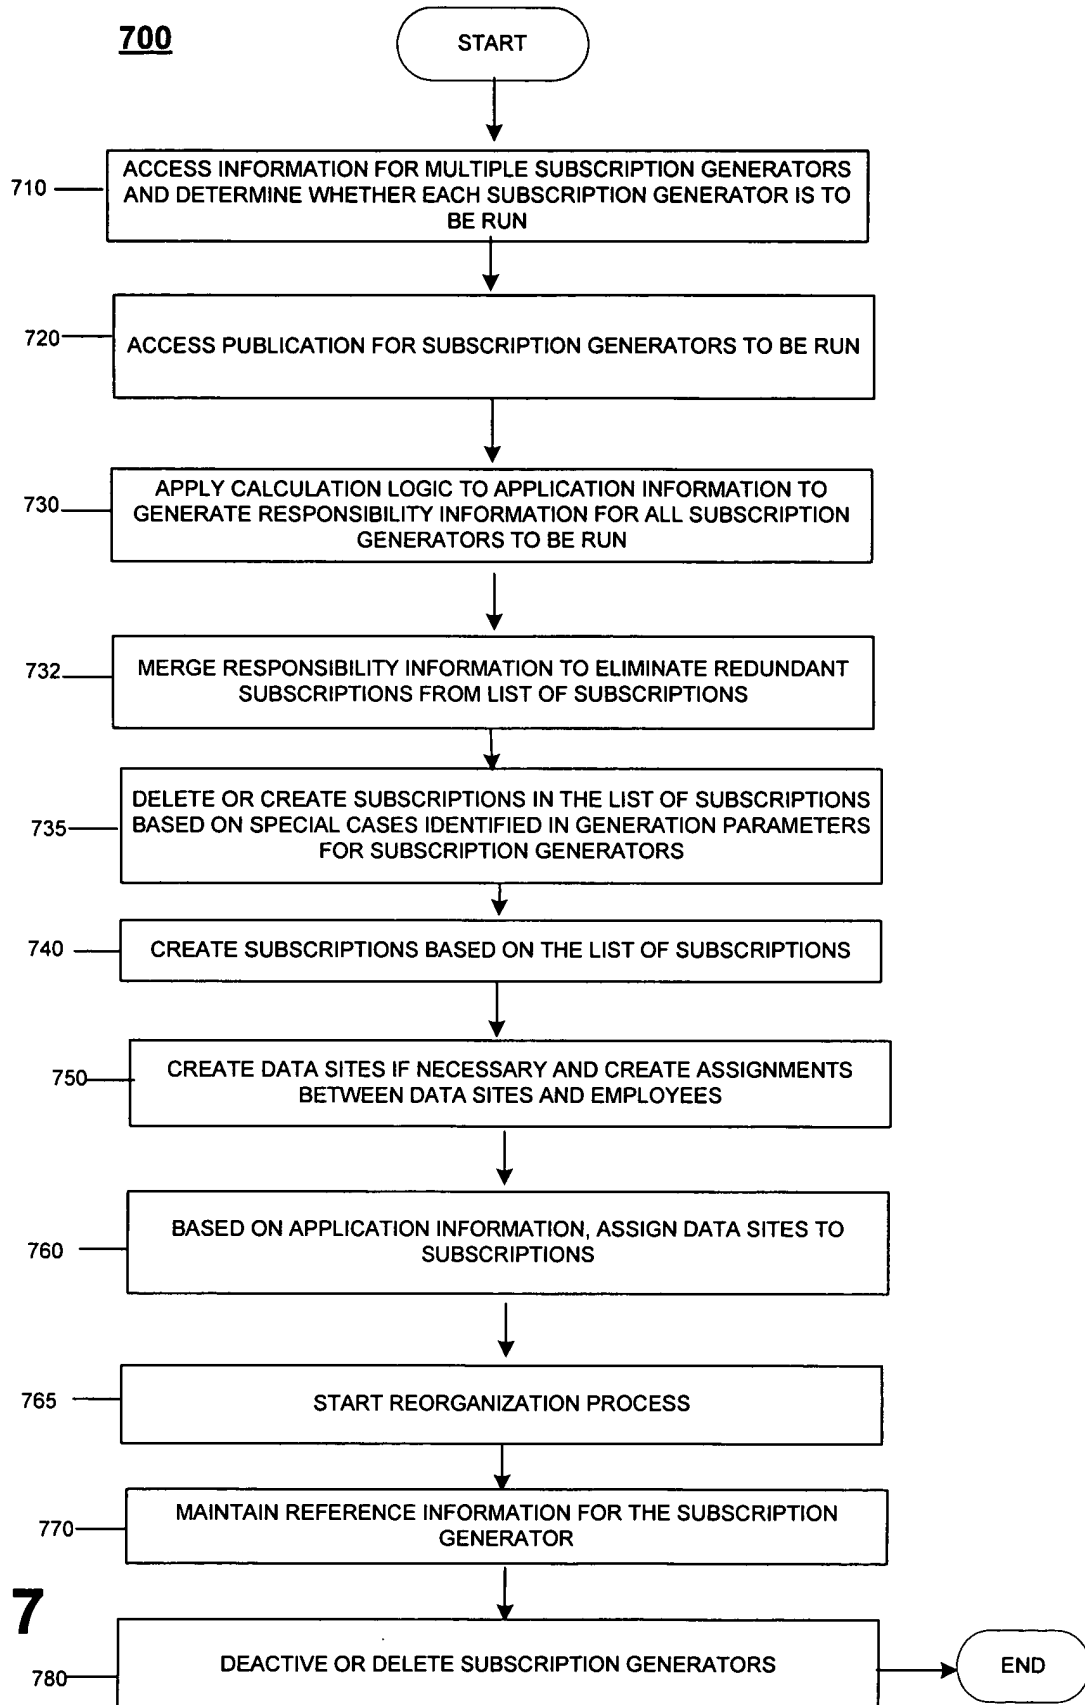 700
START
710
ACCESS INFORMATION FOR MULTIPLE SUBSCRIPTION GENERATORS
AND DETERMINE WHETHER EACH SUBSCRIPTION GENERATOR IS TO
BE RUN
720
ACCESS PUBLICATION FOR SUBSCRIPTION GENERATORS TO BE RUN
730
APPLY CALCULATION LOGIC TO APPLICATION INFORMATION TO
GENERATE RESPONSIBILITY INFORMATION FOR ALL SUBSCRIPTION
GENERATORS TO BE RUN
732
MERGE RESPONSIBILITY INFORMATION TO ELIMINATE REDUNDANT
SUBSCRIPTIONS FROM LIST OF SUBSCRIPTIONS
735
DELETE OR CREATE SUBSCRIPTIONS IN THE LIST OF SUBSCRIPTIONS
BASED ON SPECIAL CASES IDENTIFIED IN GENERATION PARAMETERS
FOR SUBSCRIPTION GENERATORS
740
CREATE SUBSCRIPTIONS BASED ON THE LIST OF SUBSCRIPTIONS
750
CREATE DATA SITES IF NECESSARY AND CREATE ASSIGNMENTS
BETWEEN DATA SITES AND EMPLOYEES
760
BASED ON APPLICATION INFORMATION, ASSIGN DATA SITES TO
SUBSCRIPTIONS
765
START REORGANIZATION PROCESS
770
MAINTAIN REFERENCE INFORMATION FOR THE SUBSCRIPTION
GENERATOR
7
780
DEACTIVE OR DELETE SUBSCRIPTION GENERATORS
END